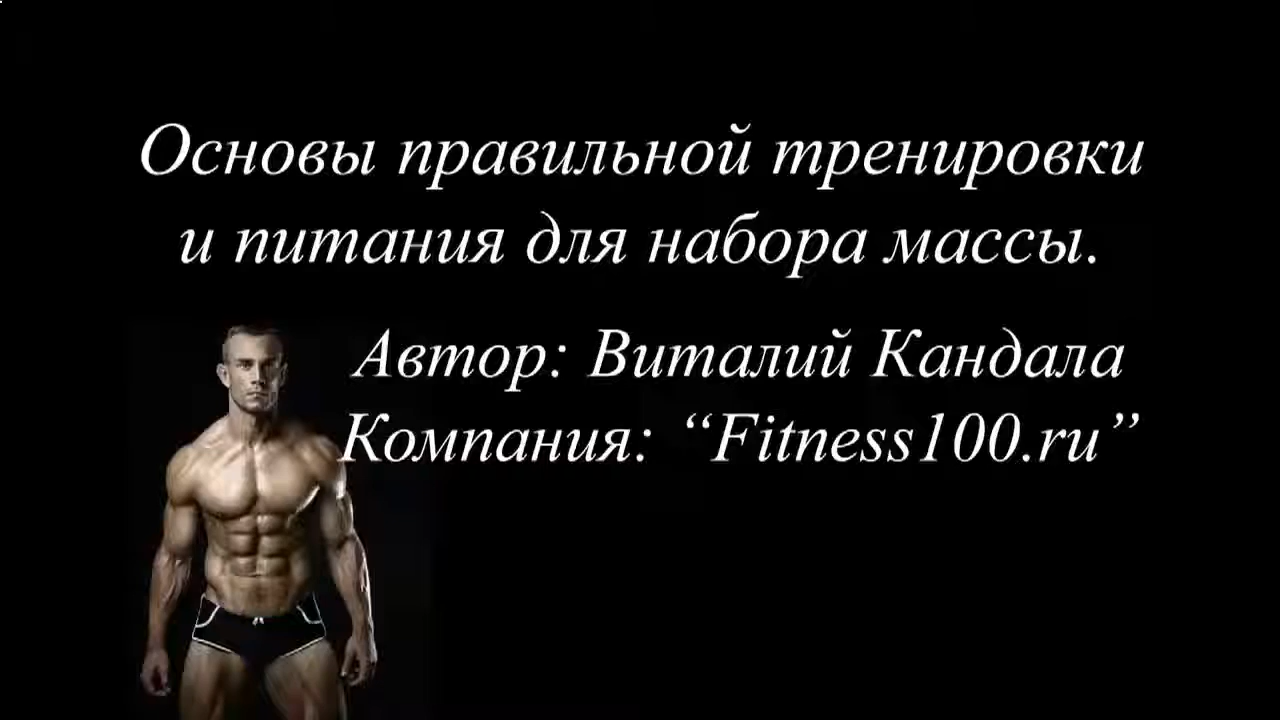 Основы правильной тренировки
и питания для набора массы.
Автор: Виталий Кандала
Компания: “Fitness100.ru”